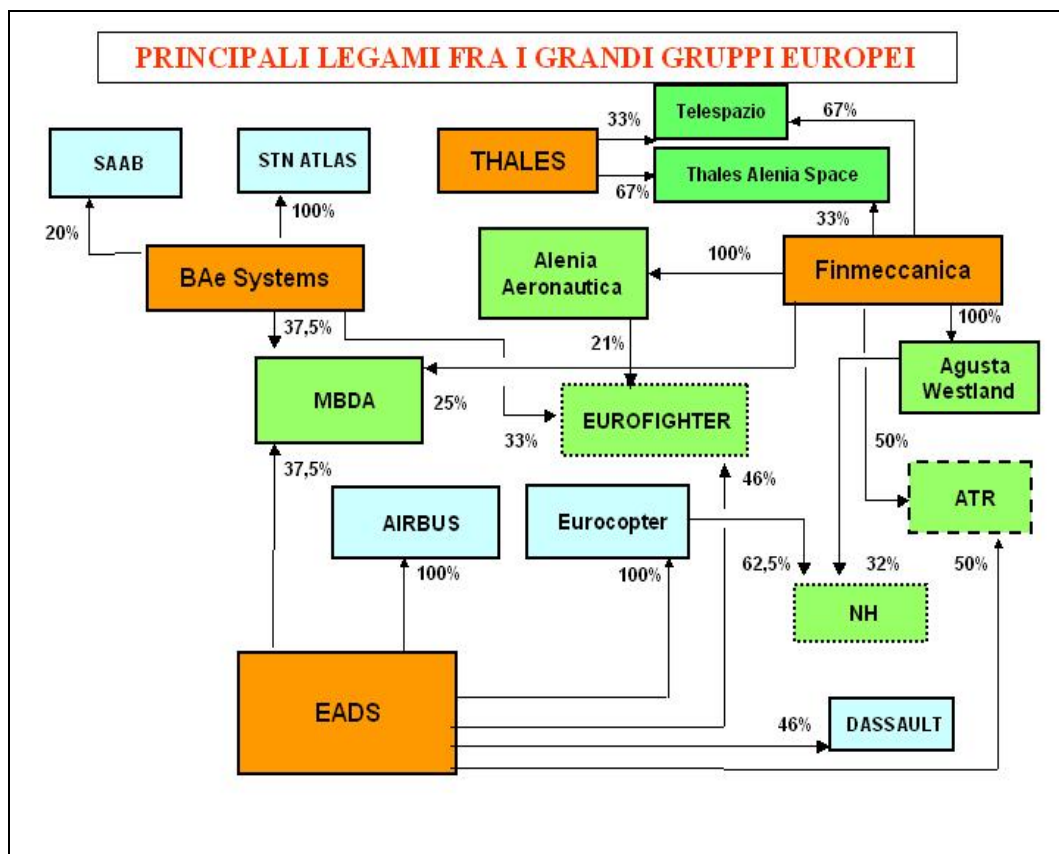 PRINCIPALI LEGAMI FRA I GRANDI GRUPPI EUROPEI
Telespazio
33%
67%
SAAB
STN ATLAS
THALES
Thales Alenia Space
67%
33%
100%
20%
BAe Systems
Alenia
Aeronautica
100%
Finmeccanica
37,5%
100%
21%
MBDA
25%
Agusta
Westland
EUROFIGHTER
33%
50%
37,5%
46%
ATR
AIRBUS
Eurocopter
100%
100%
62,5%
32%
50%
NH
EADS
46%
DASSAULT